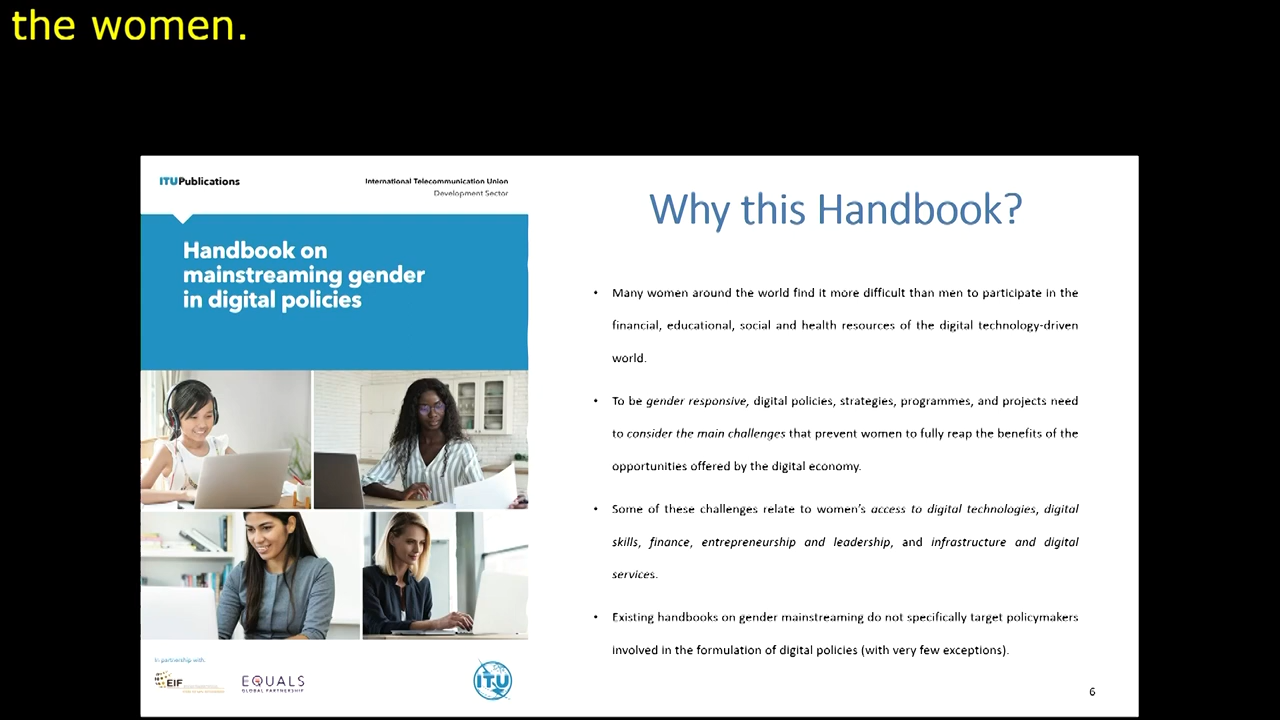 the women.
ITUPublications
International Telecommunication Union
Development Sector
Handbook on
mainstreaming gender
in digital policies
In partnership with:
EIF
EQUALS
GLOBAL PARTNERSHIP
ITU
Why this Handbook?
• Many women around the world find it more difficult than men to participate in the
financial, educational, social and health resources of the digital technology-driven
world.
• To be gender responsive, digital policies, strategies, programmes, and projects need
to consider the main challenges that prevent women to fully reap the benefits of the
opportunities offered by the digital economy.
• Some of these challenges relate to women’s access to digital technologies, digital
skills, finance, entrepreneurship and leadership, and infrastructure and digital
services.
• Existing handbooks on gender mainstreaming do not specifically target policymakers
involved in the formulation of digital policies (with very few exceptions).
6